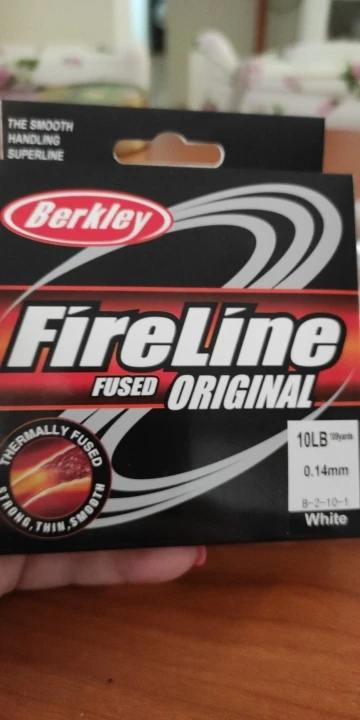 THE SMOOTH
HANDLING
SUPERLINE
Berkley
FireLine
FUSED ORIGINAL
THERMALLY FUSED
STRONG, THIN, SMOOTH
10LB 109yards
0.14mm
B-2-10-1
White